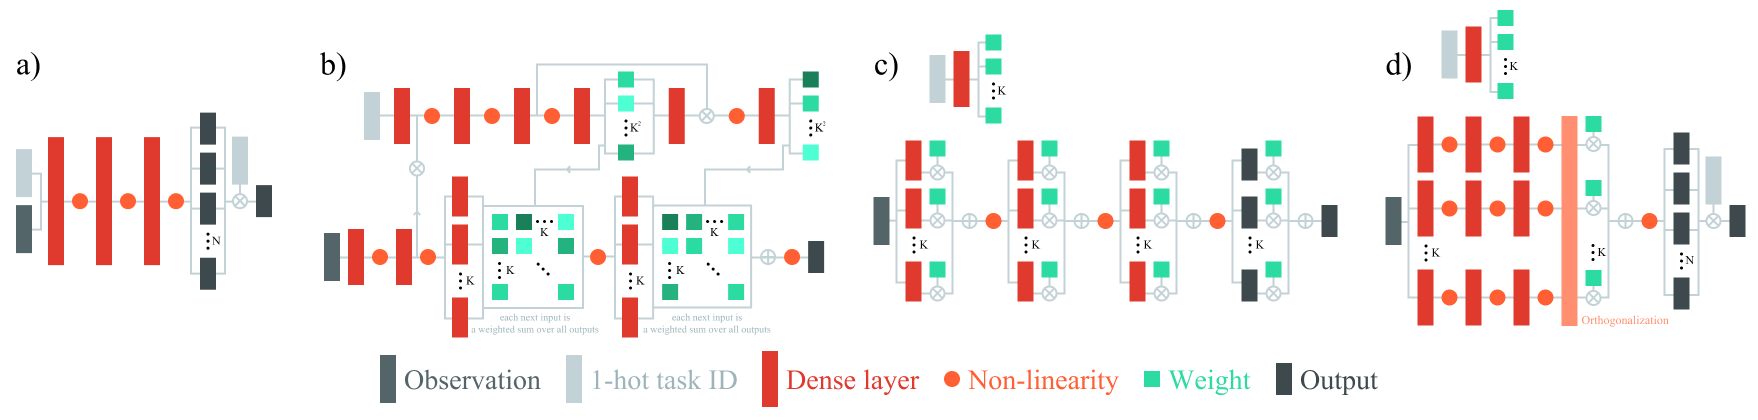 a)
N
b)
K²
K²
K
K
K
K
K
K
each next input is
a weighted sum over all outputs
each next input is
a weighted sum over all outputs
c)
K
K
K
K
K
d)
K
K
K
N
Orthogonalization
Observation
1-hot task ID
Dense layer
Non-linearity
Weight
Output